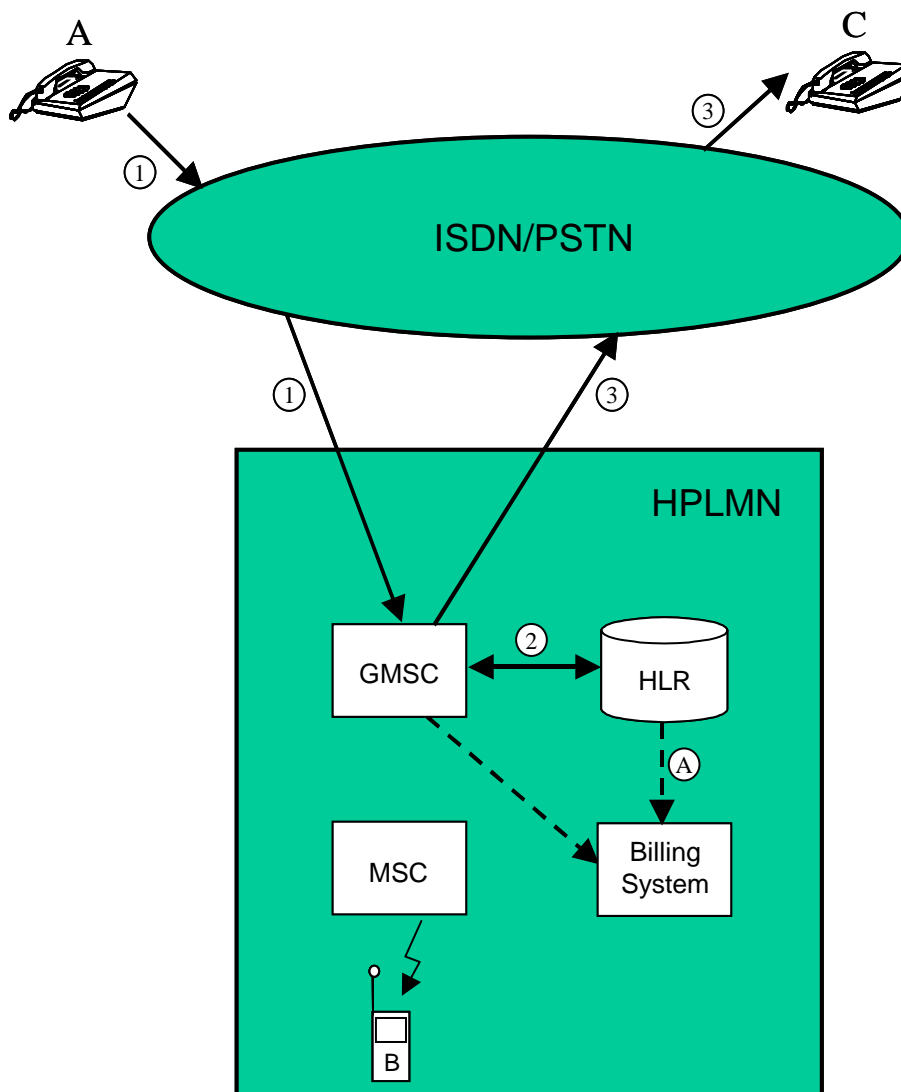 A
C
3
1
ISDN/PSTN
1
3
HPLMN
2
GMSC
HLR
A
MSC
Billing
System
B